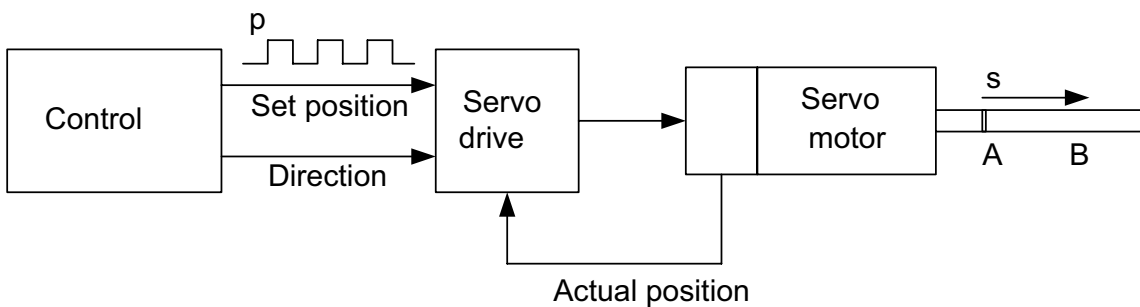 p
Control
Set position
Direction
Servo
drive
Servo
motor
s
A
B
Actual position